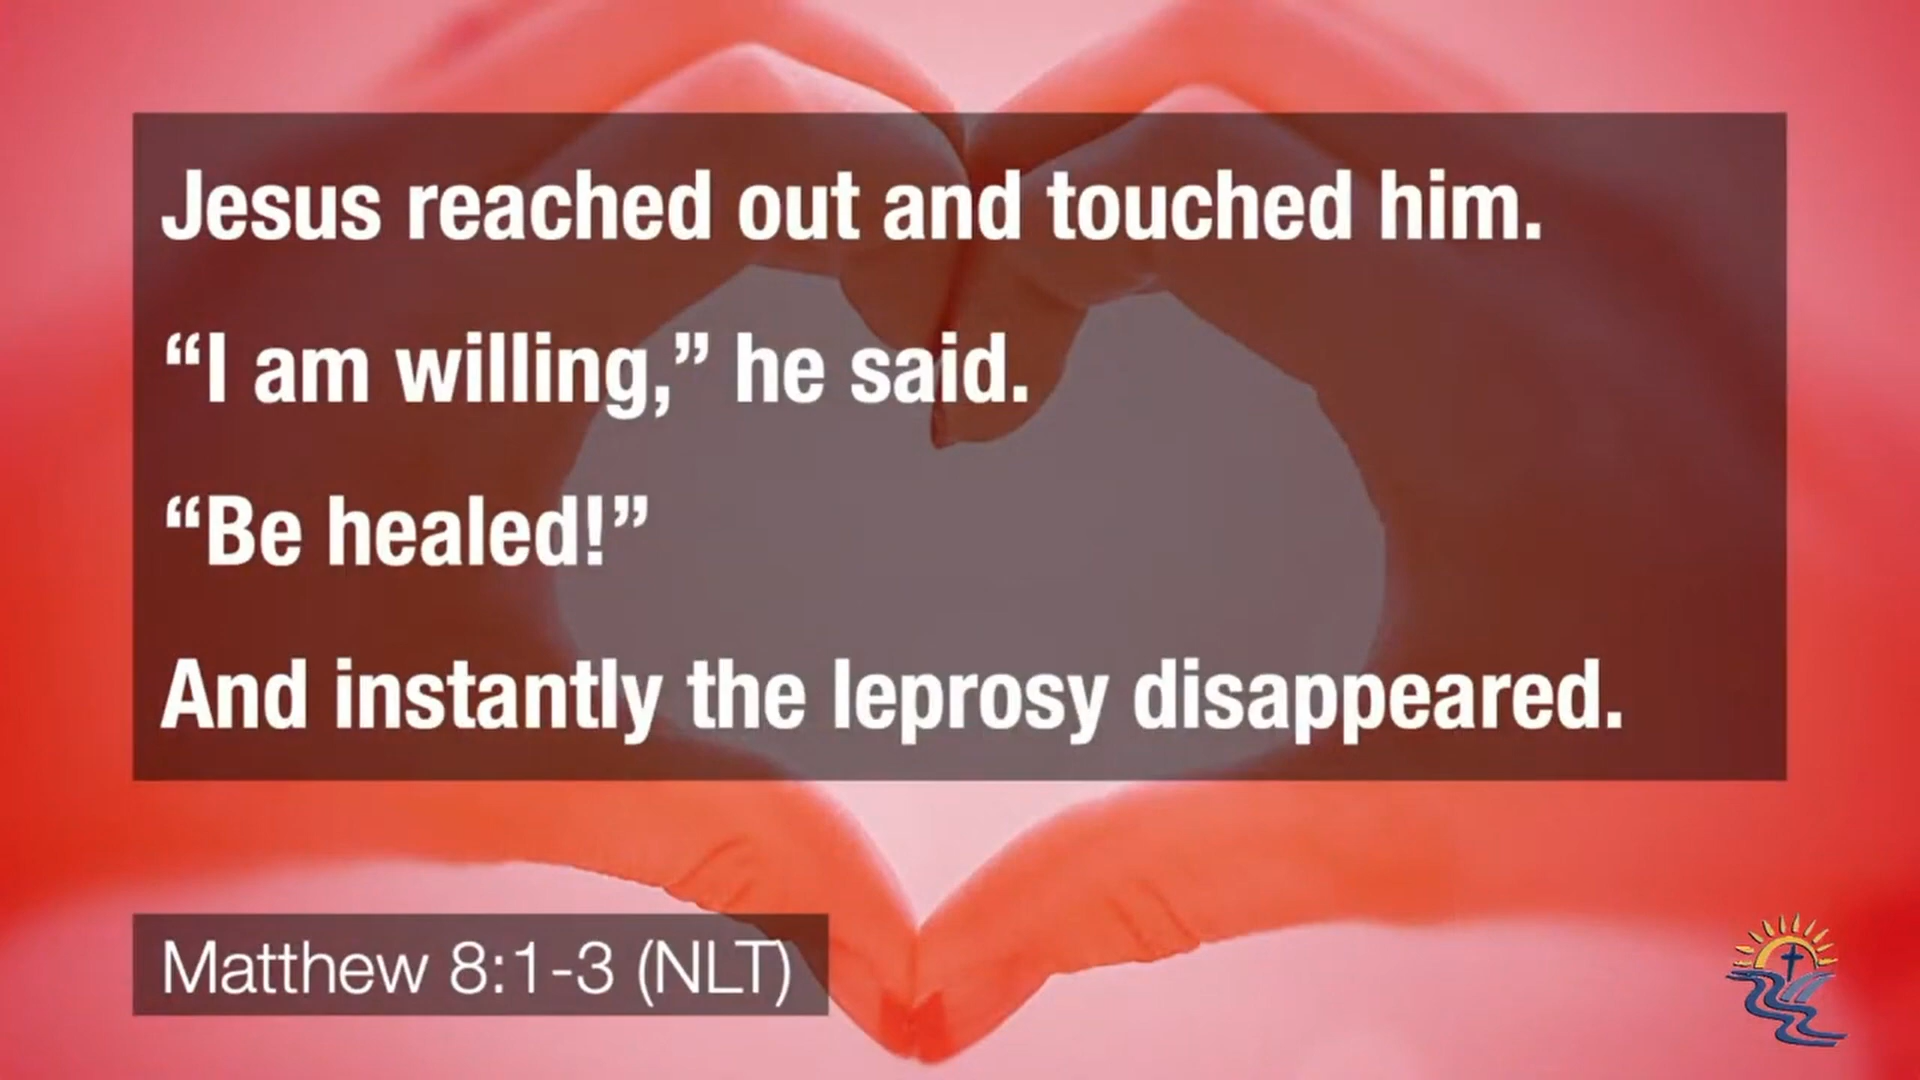 Jesus reached out and touched him.
“I am willing,” he said.
“Be healed!”
And instantly the leprosy disappeared.
Matthew 8:1-3 (NLT)